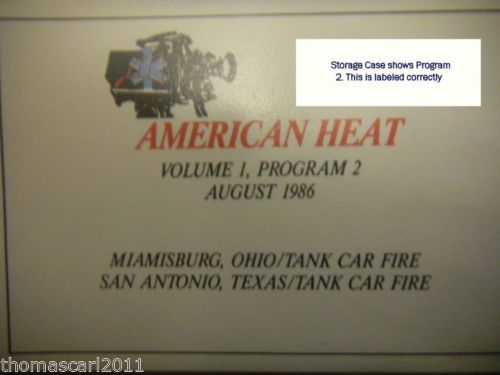 Storage Case shows Program
2. This is labeled correctly
AMERICAN HEAT
VOLUME 1, PROGRAM 2
AUGUST 1986
MIAMISBURG, OHIO/TANK CAR FIRE
SAN ANTONIO, TEXAS/TANK CAR FIRE
thomascarl2011